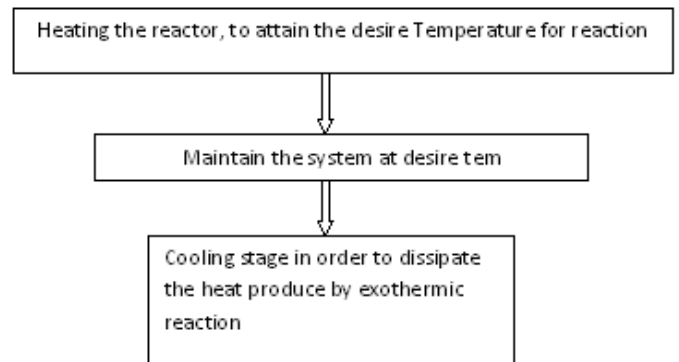 Heating the reactor, to attain the desire Temperature for reaction
Maintain the system at desire tem
Cooling stage in order to dissipate
the heat produce by exothermic
reaction